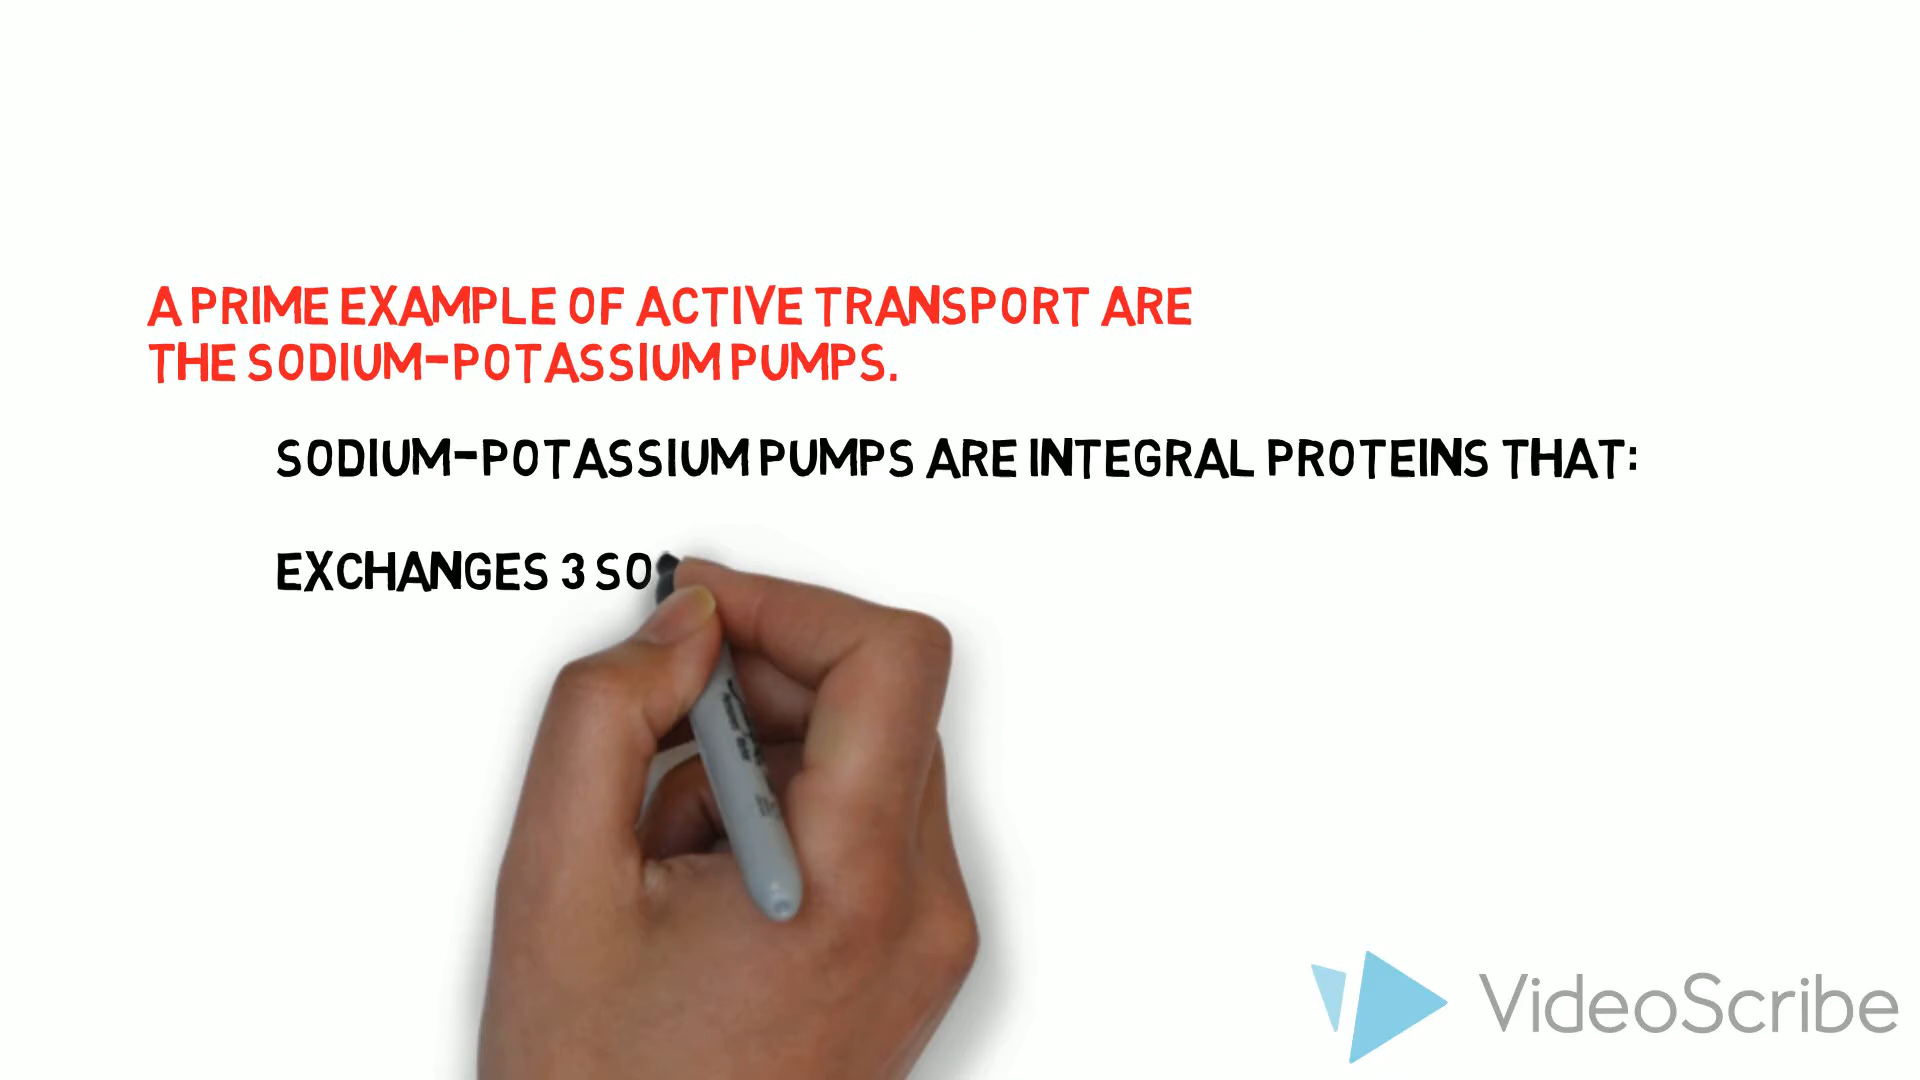 A PRIME EXAMPLE OF ACTIVE TRANSPORT ARE
THE SODIUM-POTASSIUM PUMPS.
SODIUM-POTASSIUM PUMPS ARE INTEGRAL PROTEINS THAT:
EXCHANGES 3 SO
VideoScribe